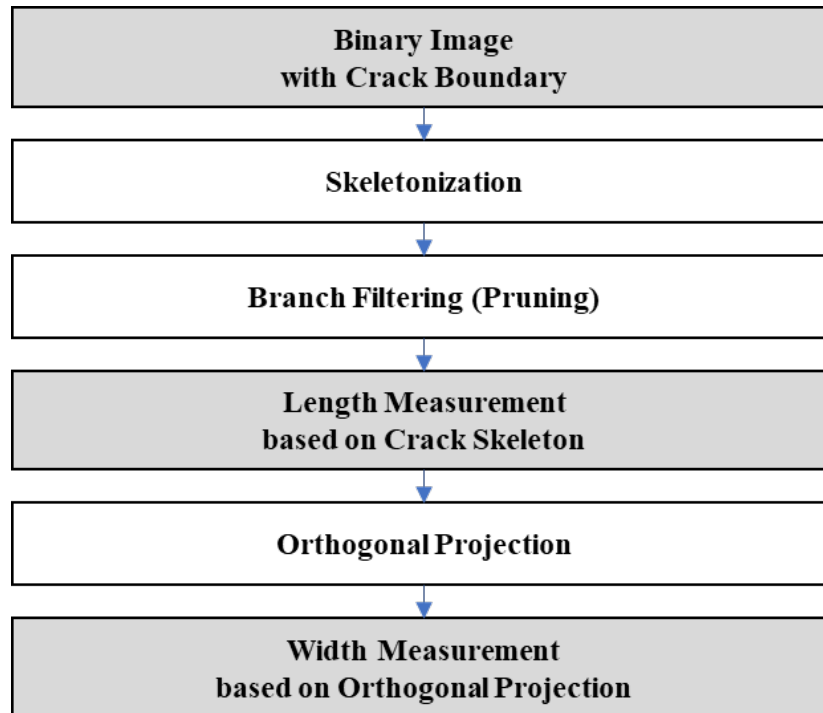 Binary Image
with Crack Boundary
Skeletonization
Branch Filtering (Pruning)
Length Measurement
based on Crack Skeleton
Orthogonal Projection
Width Measurement
based on Orthogonal Projection